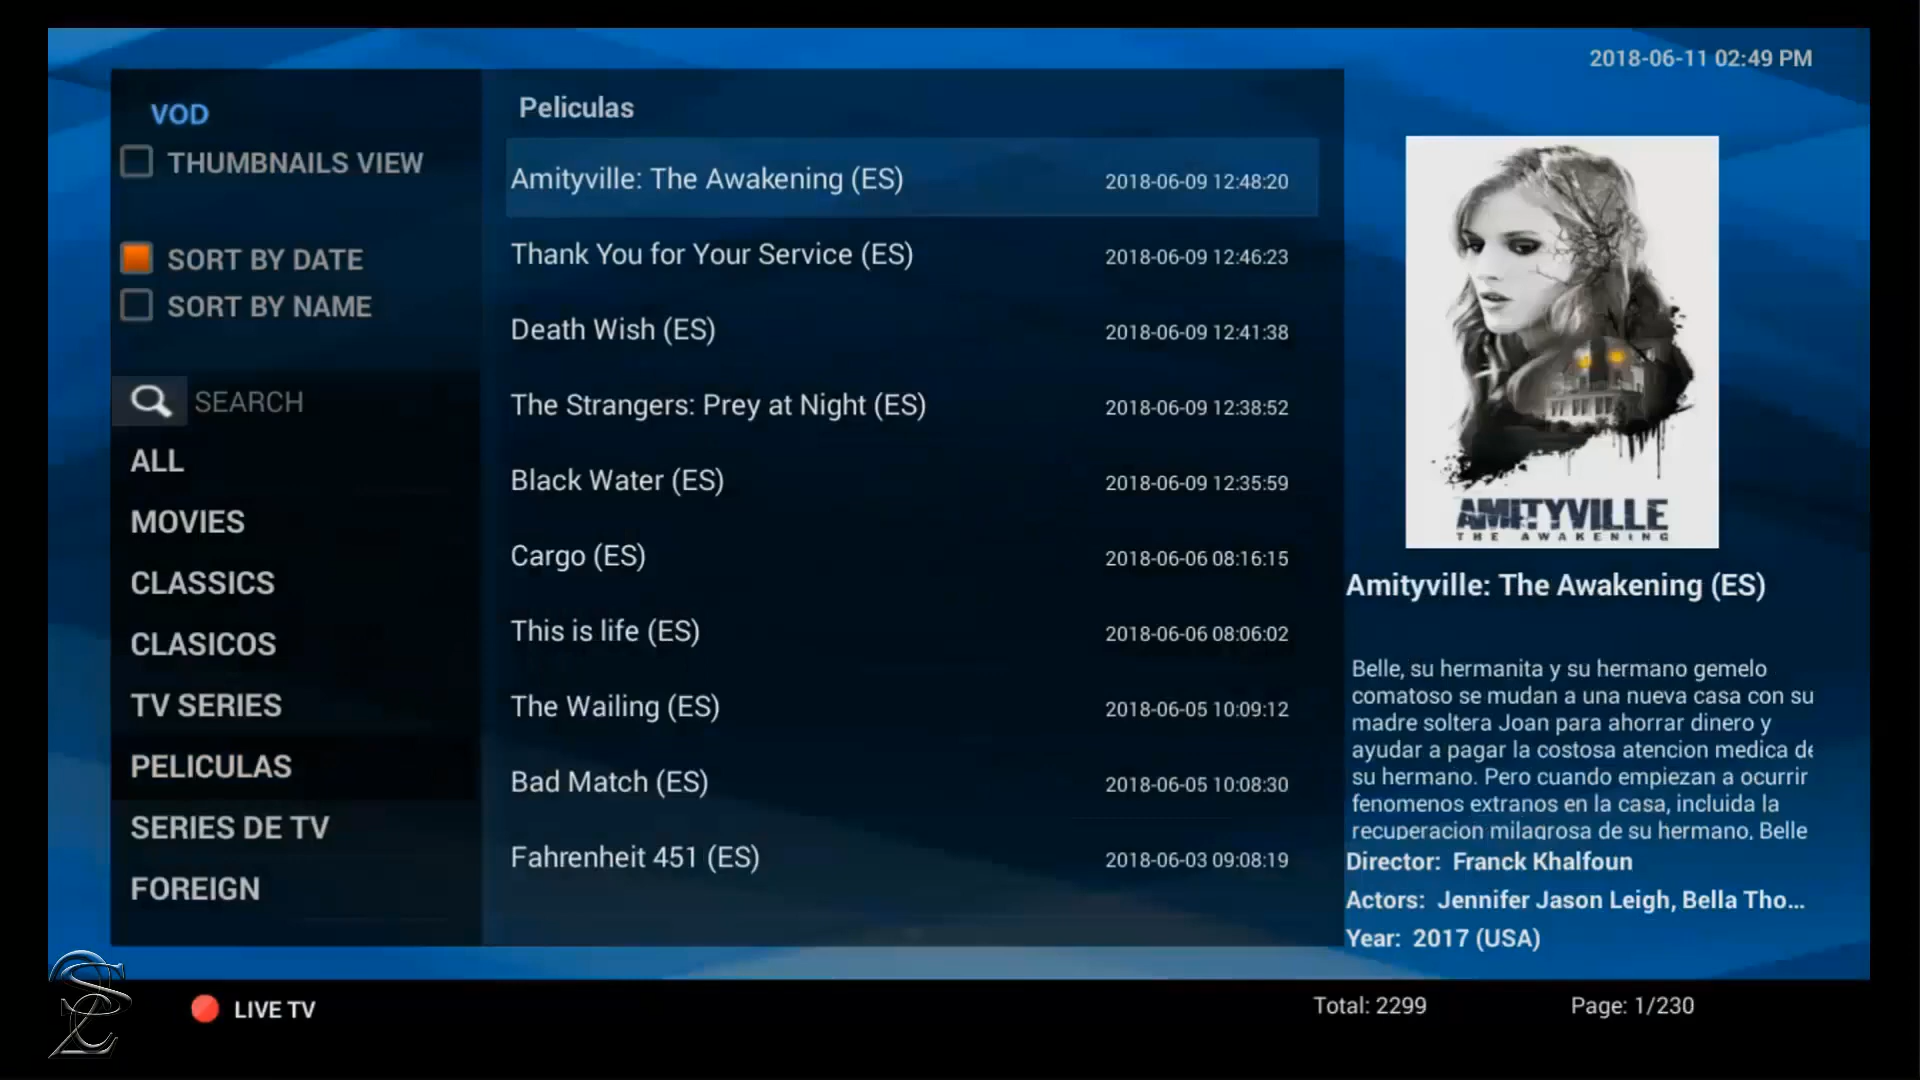 2018-06-11 02:49 PM
VOD
THUMBNAILS VIEW
SORT BY DATE
SORT BY NAME
SEARCH
ALL
MOVIES
CLASSICS
CLASICOS
TV SERIES
PELICULAS
SERIES DE TV
FOREIGN
Peliculas
Amityville: The Awakening (ES) 2018-06-09 12:48:20
Thank You for Your Service (ES) 2018-06-09 12:46:23
Death Wish (ES) 2018-06-09 12:41:38
The Strangers: Prey at Night (ES) 2018-06-09 12:38:52
Black Water (ES) 2018-06-09 12:35:59
Cargo (ES) 2018-06-06 08:16:15
This is life (ES) 2018-06-06 08:06:02
The Wailing (ES) 2018-06-05 10:09:12
Bad Match (ES) 2018-06-05 10:08:30
Fahrenheit 451 (ES) 2018-06-03 09:08:19
AMITYVILLE
THE AWAKENING
Amityville: The Awakening (ES)
Belle, su hermanita y su hermano gemelo
comatoso se mudan a una nueva casa con su
madre soltera Joan para ahorrar dinero y
ayudar a pagar la costosa atencion medica de
su hermano. Pero cuando empiezan a ocurrir
fenomenos extranos en la casa, incluida la
recuperacion milagrosa de su hermano, Belle
Director: Franck Khalfoun
Actors: Jennifer Jason Leigh, Bella Tho...
Year: 2017 (USA)
LIVE TV
Total: 2299
Page: 1/230